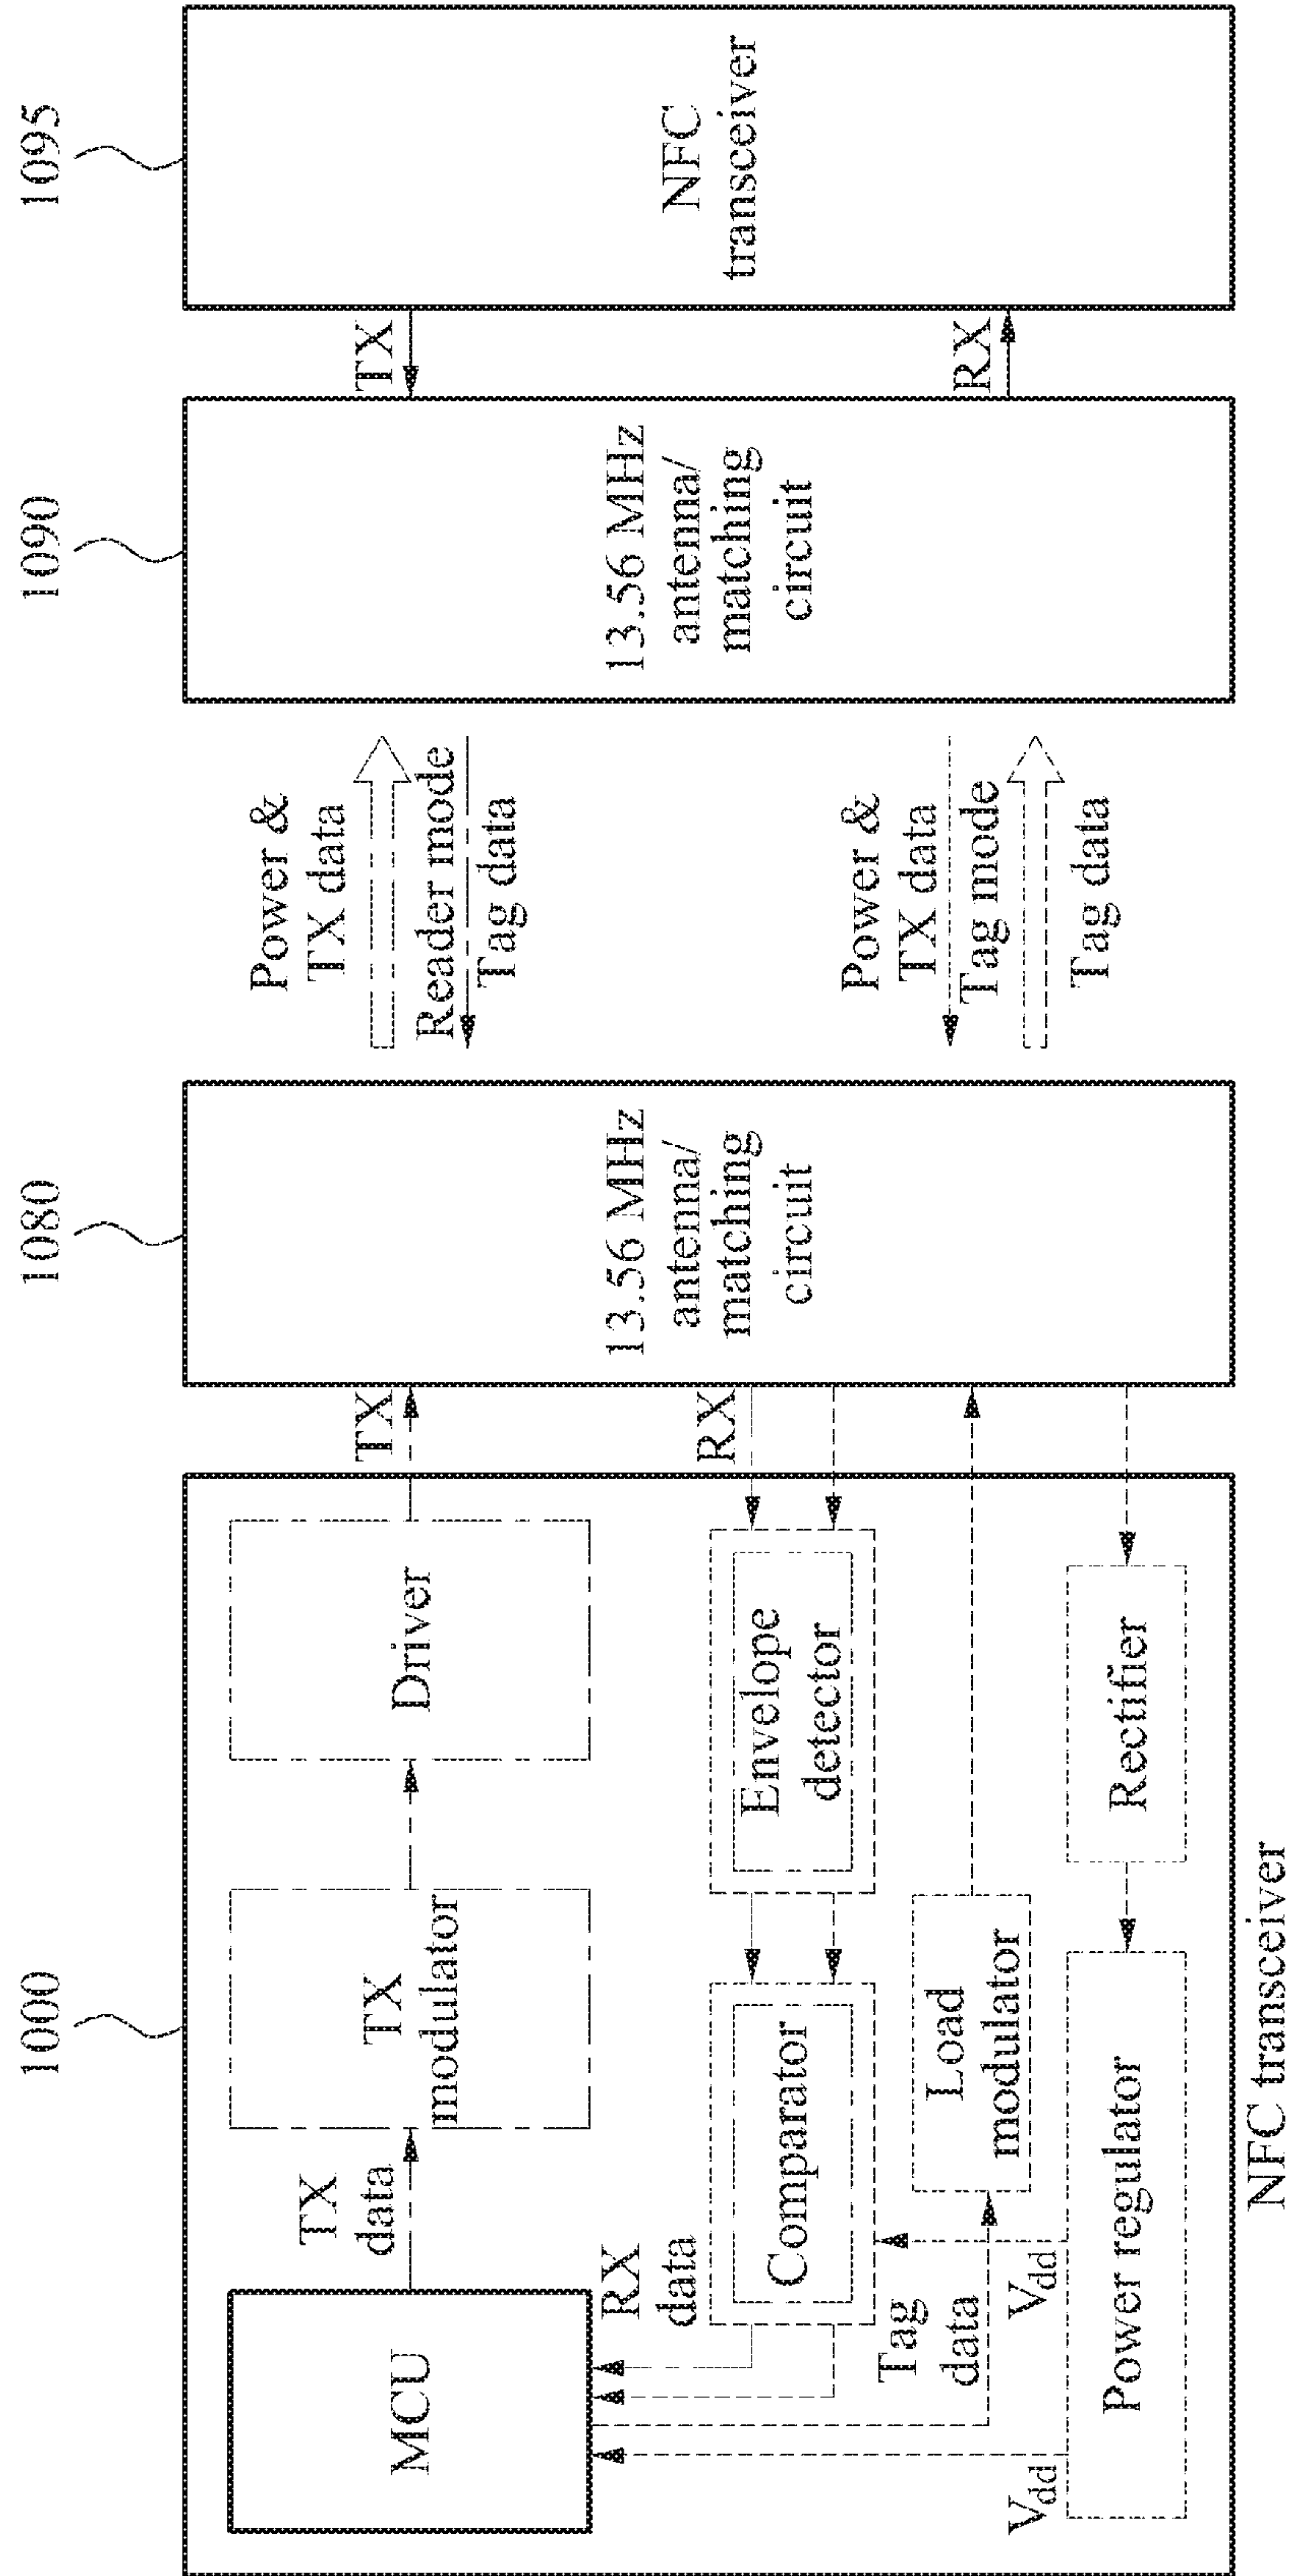 1000
1080
1090
1095
MCU
TX
data
TX
modulator
Driver
TX
RX
data
Comparator
Envelope
detector
RX
Tag
data
Load
modulator
Vdd
Vdd
Power regulator
Rectifier
NFC transceiver
13.56 MHz
antenna/
matching
circuit
Power &
TX data
Reader mode
Tag data
Power &
TX data
Tag mode
Tag data
13.56 MHz
antenna/
matching
circuit
TX
RX
NFC
transceiver